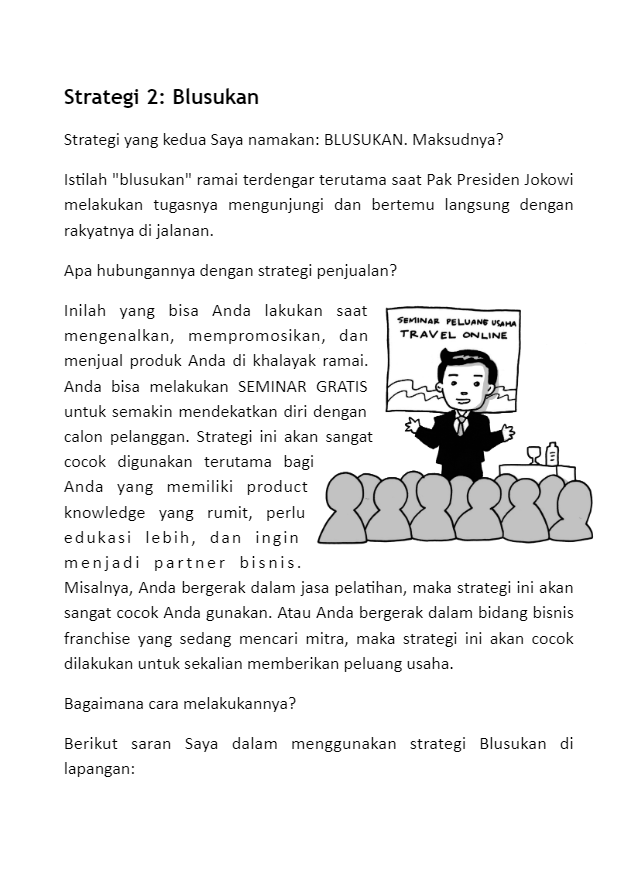 Strategi 2: Blusukan
Strategi yang kedua Saya namakan: BLUSUKAN. Maksudnya?
Istilah "blusukan" ramai terdengar terutama saat Pak Presiden Jokowi
melakukan tugasnya mengunjungi dan bertemu langsung dengan
rakyatnya di jalanan.
Apa hubungannya dengan strategi penjualan?
Inilah yang bisa Anda lakukan saat
mengenalkan, mempromosikan, dan
menjual produk Anda di khalayak ramai.
Anda bisa melakukan SEMINAR GRATIS
untuk semakin mendekatkan diri dengan
calon pelanggan. Strategi ini akan sangat
cocok digunakan terutama bagi
Anda yang memiliki product
knowledge yang rumit, perlu
edukasi lebih, dan ingin
menjadi partner bisnis.
SEMINAR PELUANG USAHA
TRAVEL ONLINE
Misalnya, Anda bergerak dalam jasa pelatihan, maka strategi ini akan
sangat cocok Anda gunakan. Atau Anda bergerak dalam bidang bisnis
franchise yang sedang mencari mitra, maka strategi ini akan cocok
dilakukan untuk sekalian memberikan peluang usaha.
Bagaimana cara melakukannya?
Berikut saran Saya dalam menggunakan strategi Blusukan di
lapangan: